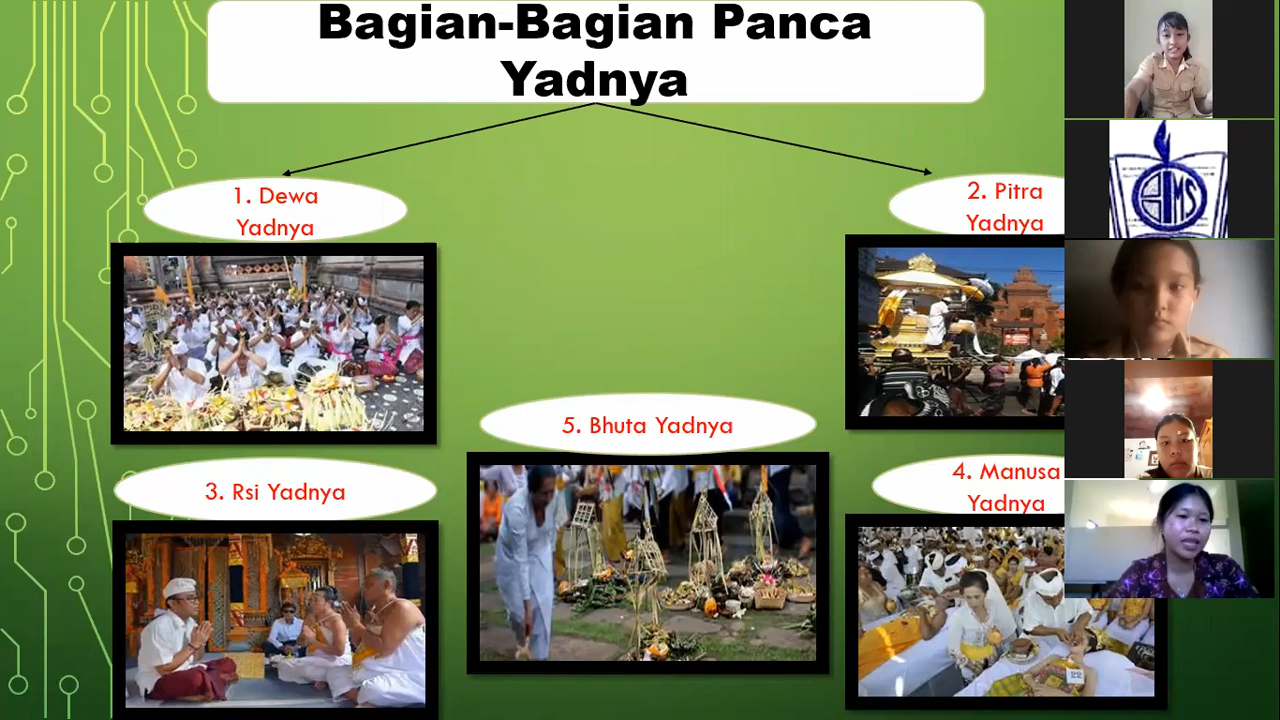 Bagian-Bagian Panca
Yadnya
1. Dewa
Yadnya
2. Pitra
Yadnya
3. Rsi Yadnya
4. Manusa
Yadnya
5. Bhuta Yadnya
22